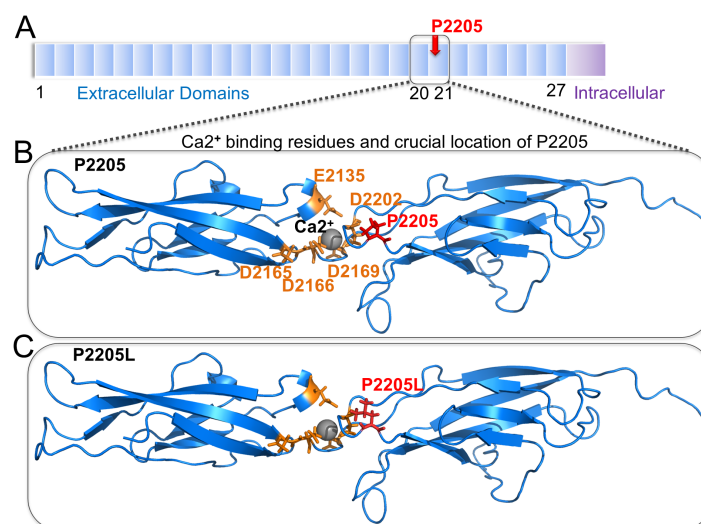 A
P2205
1 Extracellular Domains 20 21 27 Intracellular
Ca2⁺ binding residues and crucial location of P2205
B
P2205
E2135
D2202
Ca2⁺
P2205
D2165
D2169
D2166
C
P2205L
P2205L